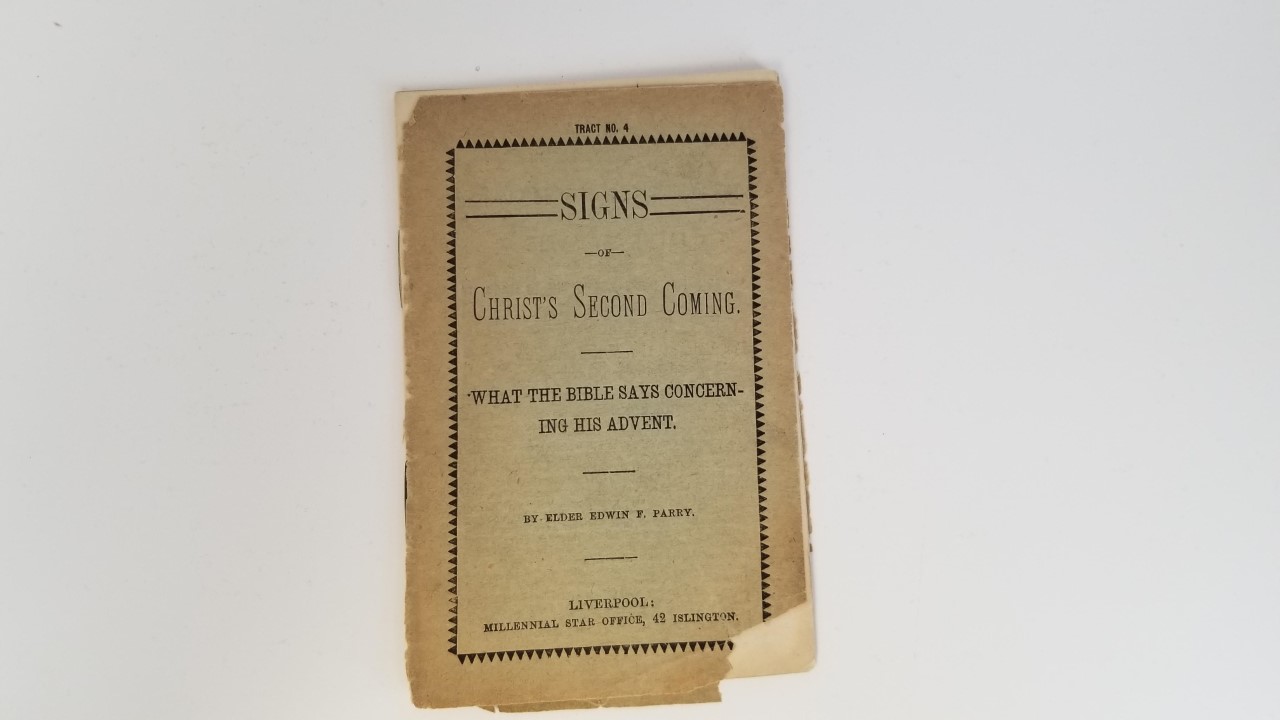 TRACT NO. 4
SIGNS
—OF—
CHRIST'S SECOND COMING.
WHAT THE BIBLE SAYS CONCERN-
ING HIS ADVENT.
BY ELDER EDWIN F. PARRY.
LIVERPOOL:
MILLENNIAL STAR OFFICE, 42 ISLINGTON.